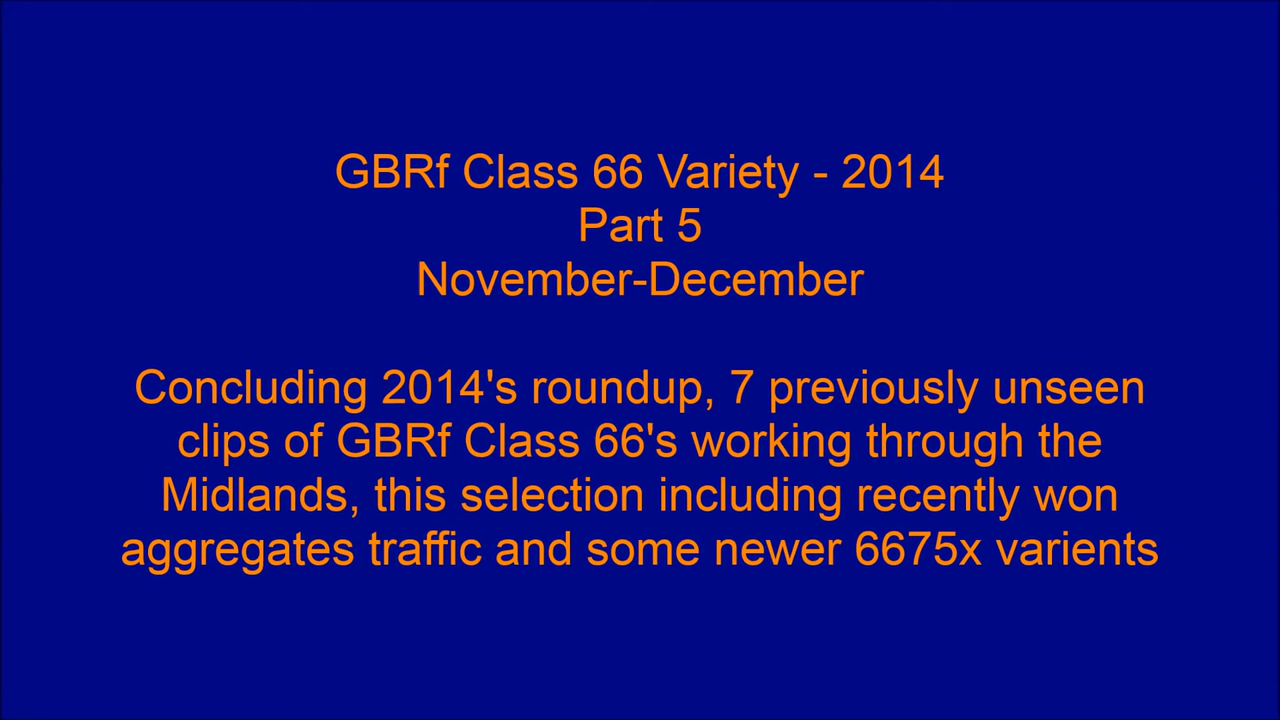 GBRf Class 66 Variety - 2014
Part 5
November-December
Concluding 2014's roundup, 7 previously unseen
clips of GBRf Class 66's working through the
Midlands, this selection including recently won
aggregates traffic and some newer 6675x varients